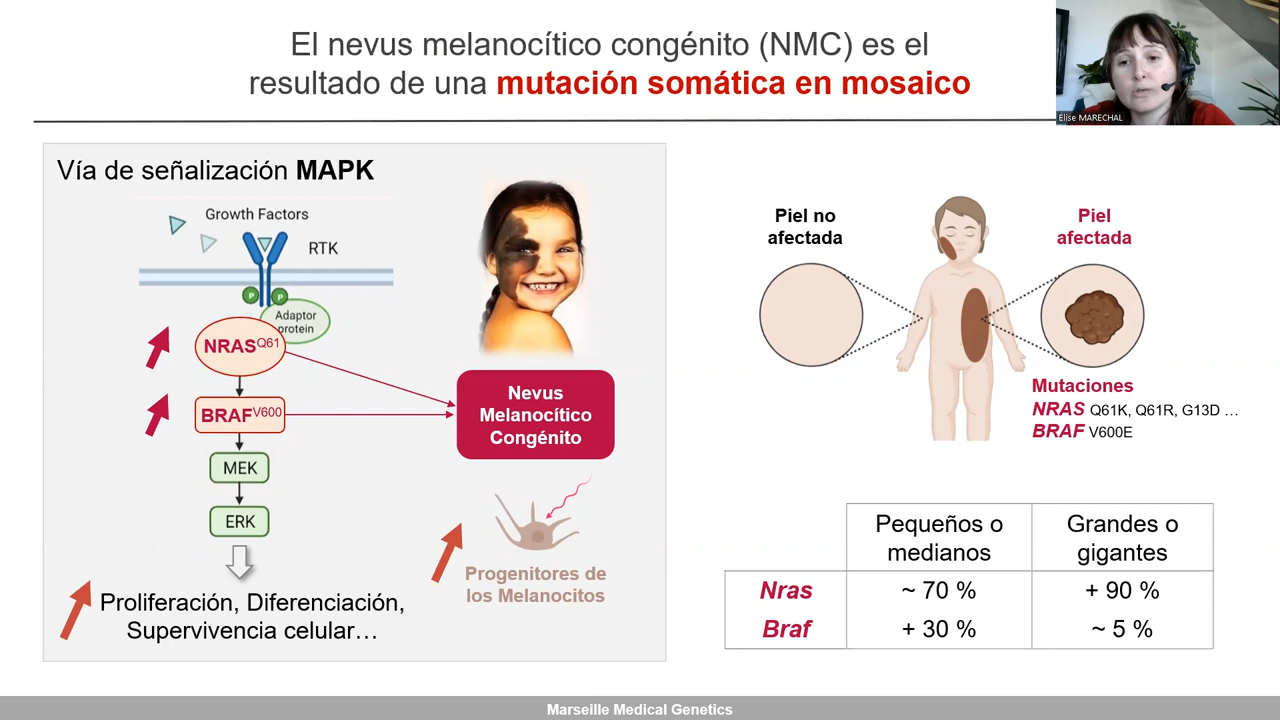 El nevus melanocítico congénito (NMC) es el
resultado de una mutación somática en mosaico
Élise MARECHAL
Vía de señalización MAPK
Growth Factors
RTK
P
P
Adaptor
protein
NRAS Q61
BRAF V600
MEK
ERK
Proliferación, Diferenciación,
Supervivencia celular…
Nevus
Melanocítico
Congénito
Progenitores de
los Melanocitos
Piel no
afectada
Piel
afectada
Mutaciones
NRAS Q61K, Q61R, G13D …
BRAF V600E
Pequeños o
medianos
Grandes o
gigantes
Nras ~ 70 % + 90 %
Braf + 30 % ~ 5 %
Marseille Medical Genetics